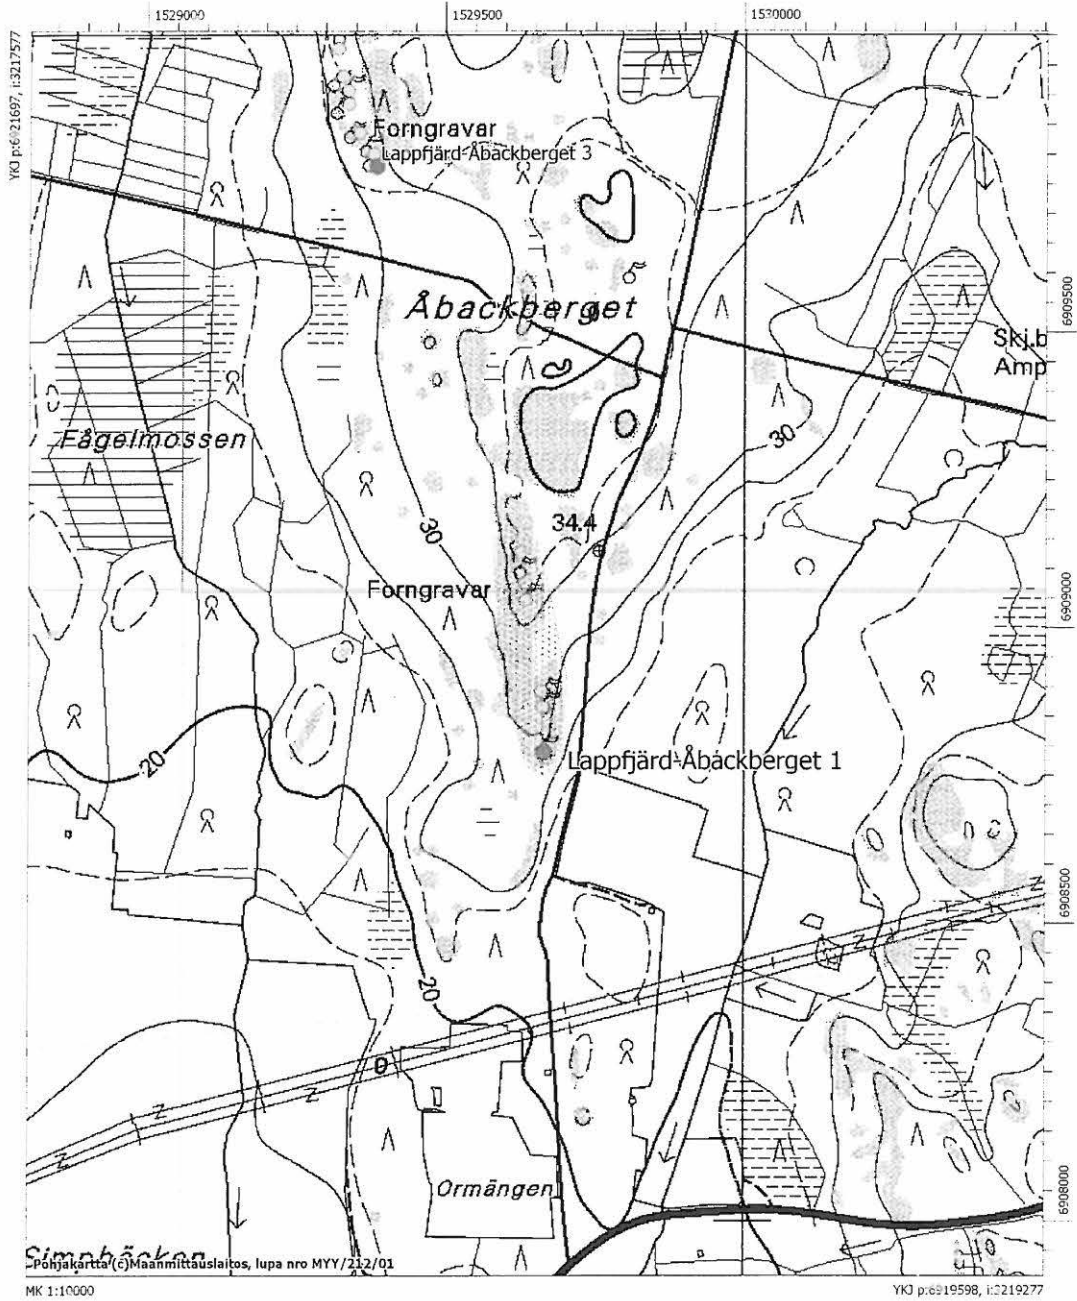 1529000
1529500
1530000
YKJ p:6921697, i:3217577
Forngravar
Lappfjärd-Åbackberget 3
6909500
Åbackberget
Skj.b
Amp
Fågelmossen
30
30
34.4
Forngravar
6909000
20
Lappfjärd-Åbackberget 1
6908500
20
Ormängen
6908000
Simpbäcken
Pohjakartta (c)Maanmittauslaitos, lupa nro MYY/212/01
MK 1:10000
YKJ p:6919598, i:3219277